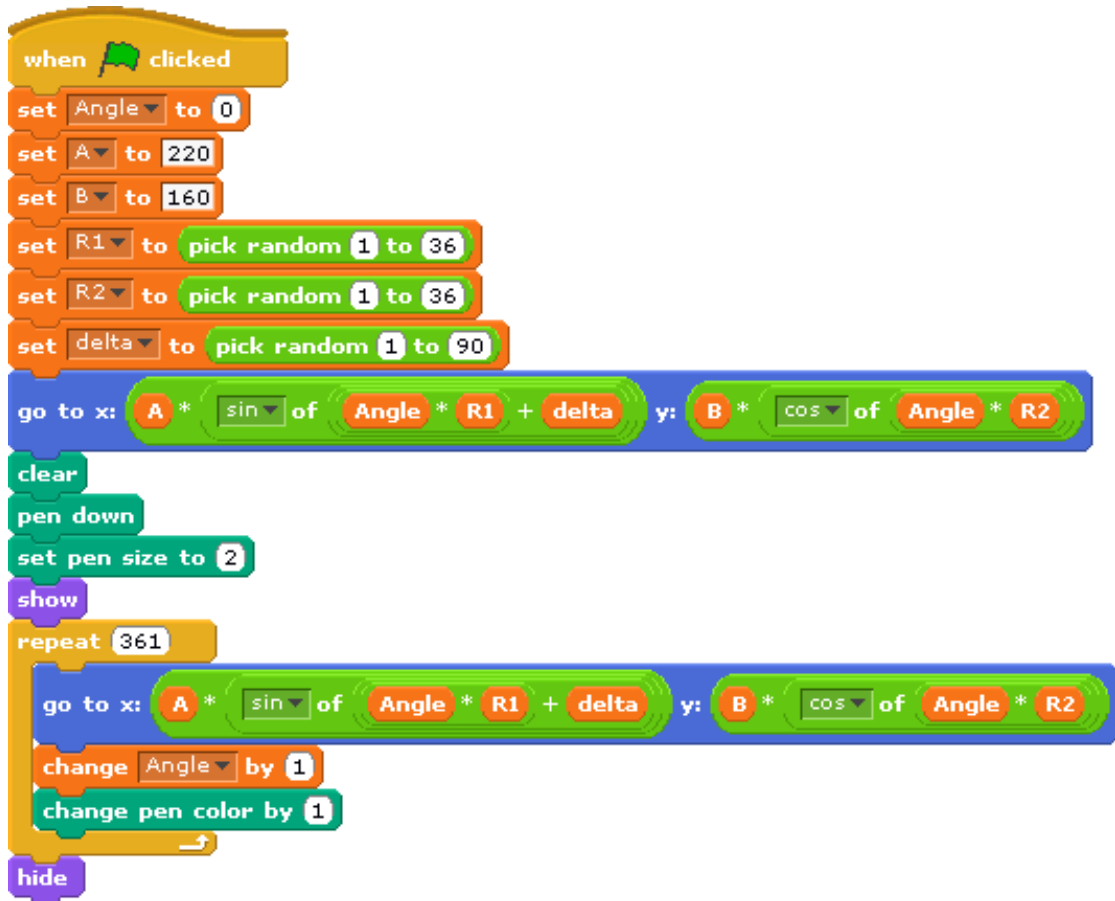 when clicked
set Angle to 0
set A to 220
set B to 160
set R1 to pick random 1 to 36
set R2 to pick random 1 to 36
set delta to pick random 1 to 90
go to x: A * sin of Angle * R1 + delta y: B * cos of Angle * R2
clear
pen down
set pen size to 2
show
repeat 361
go to x: A * sin of Angle * R1 + delta y: B * cos of Angle * R2
change Angle by 1
change pen color by 1
hide